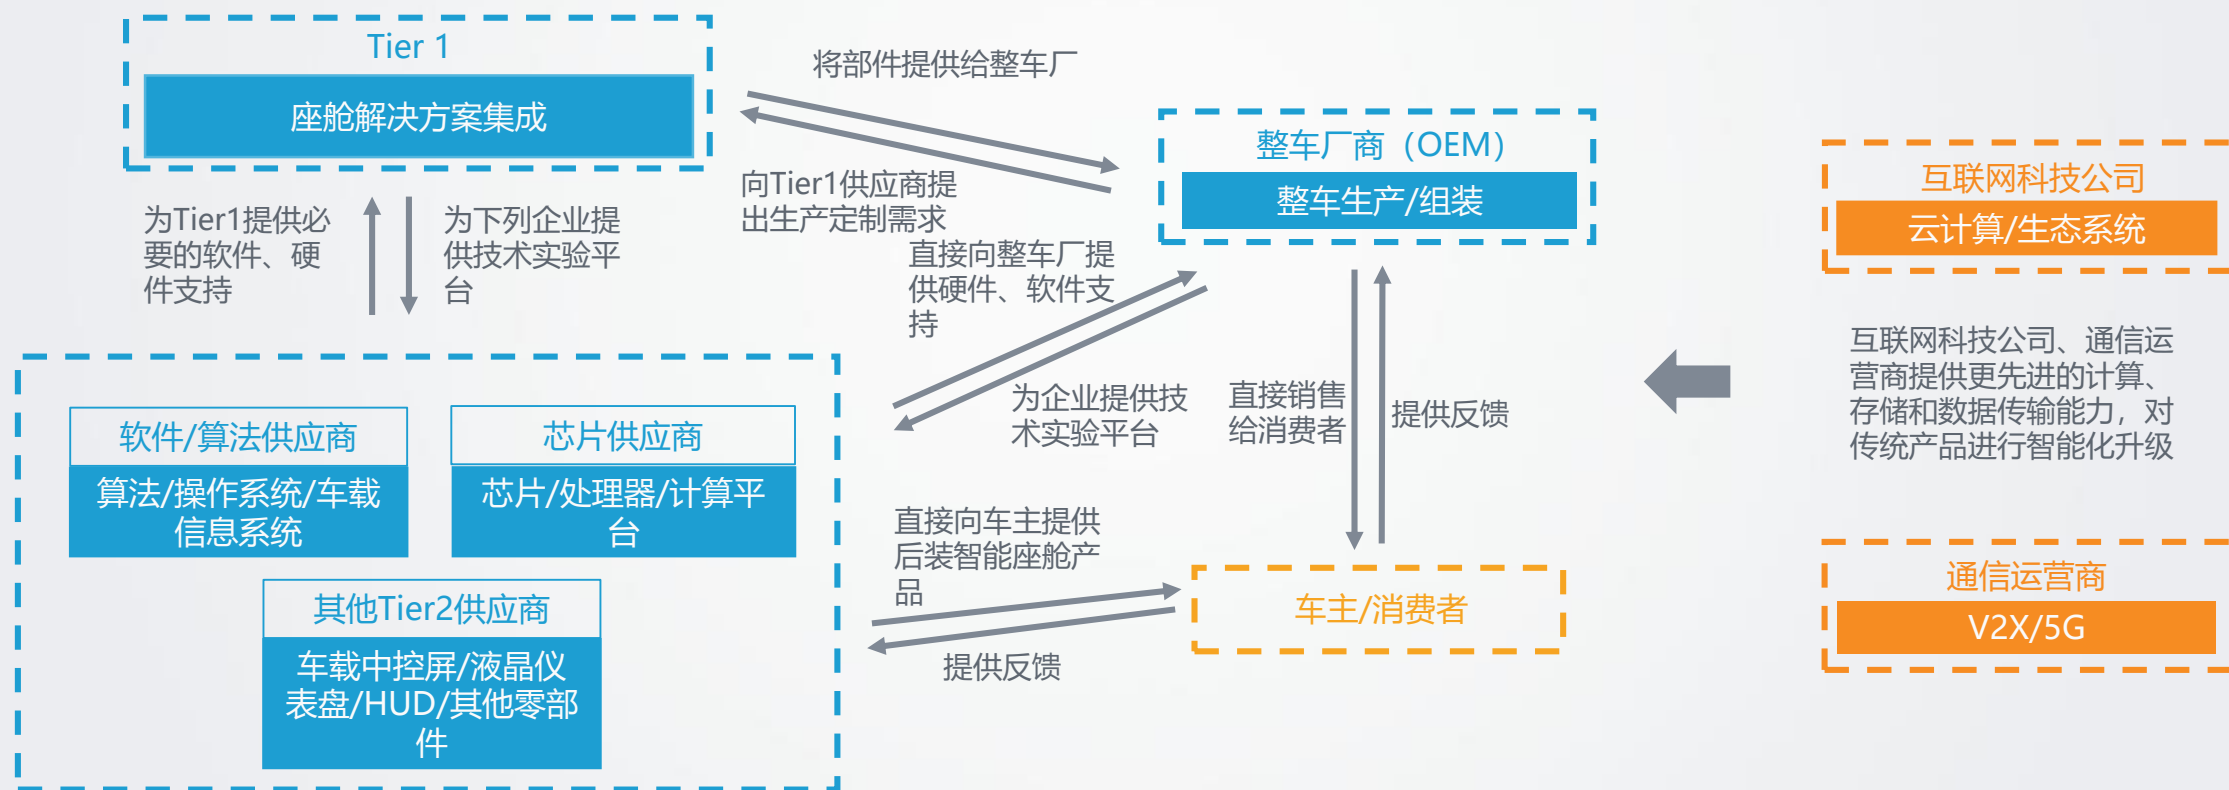 Tier 1
座舱解决方案集成
将部件提供给整车厂
向Tier1供应商提
出生产定制需求
整车厂商（OEM）
整车生产/组装
互联网科技公司
云计算/生态系统
为Tier1提供必
要的软件、硬
件支持
为下列企业提
供技术实验平
台
直接向整车厂提
供硬件、软件支
持
为企业提供技
术实验平台
直接销售
给消费者
提供反馈
互联网科技公司、通信运
营商提供更先进的计算、
存储和数据传输能力，对
传统产品进行智能化升级
软件/算法供应商
算法/操作系统/车载
信息系统
芯片供应商
芯片/处理器/计算平
台
其他Tier2供应商
车载中控屏/液晶仪
表盘/HUD/其他零部
件
直接向车主提供
后装智能座舱产
品
提供反馈
车主/消费者
通信运营商
V2X/5G